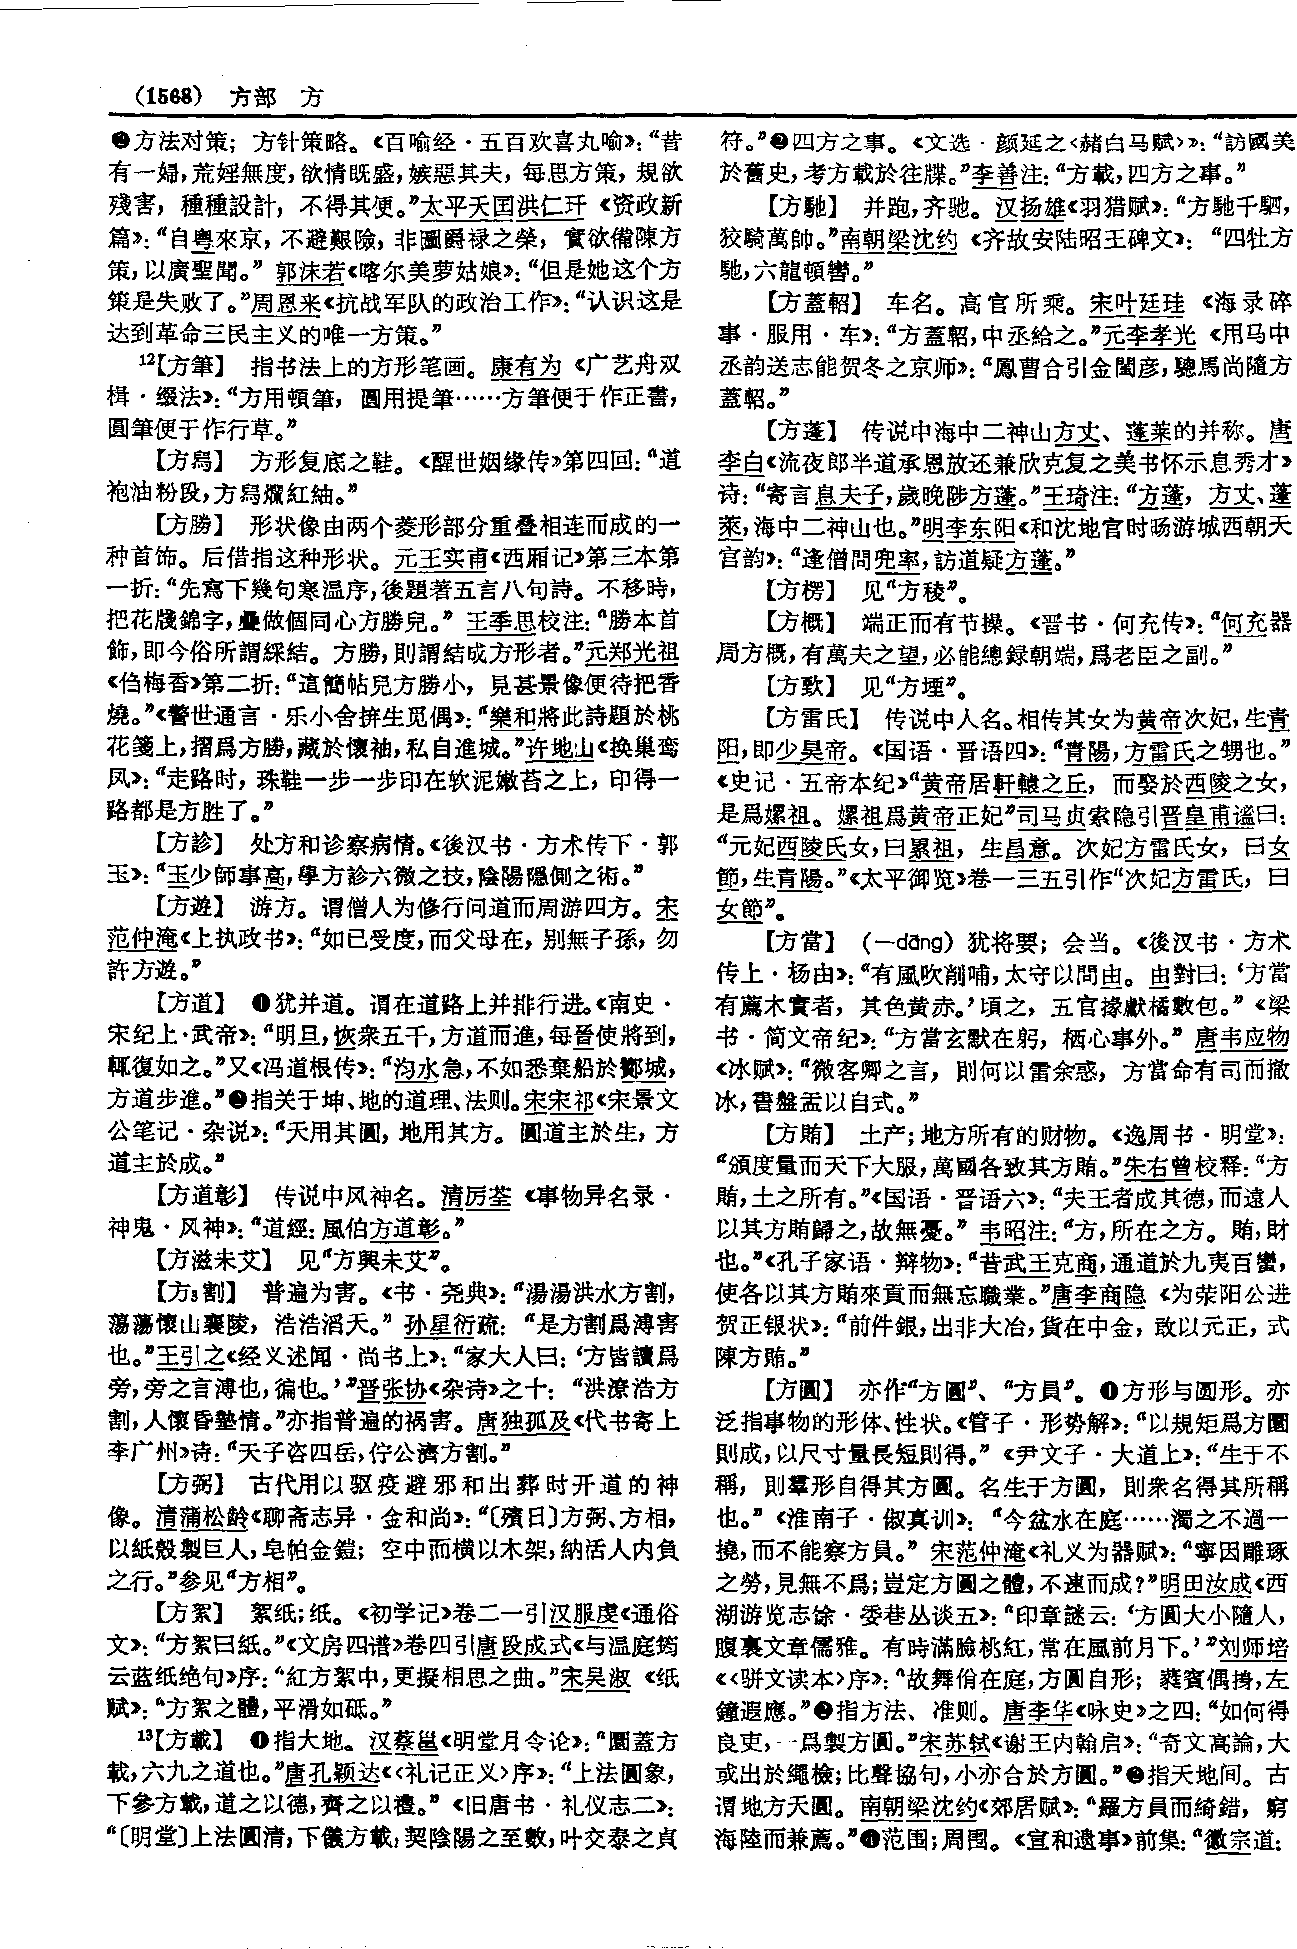 （1568） 方部 方
❷方法对策；方针策略。《百喻经·五百欢喜丸喻》：“昔
有一婦，荒婬無度，欲情既盛，嫉惡其夫，每思方策，規欲
殘害，種種設計，不得其便。”太平天囯洪仁玕《资政新
篇》：“自粤來京，不避艱險，非圖爵禄之榮，實欲備陳方
策，以廣聖聞。”郭沫若《喀尔美萝姑娘》：“但是她这个方
策是失败了。”周恩来《抗战军队的政治工作》：“认识这是
达到革命三民主义的唯一方策。”
12【方筆】 指书法上的方形笔画。康有为《广艺舟双
楫·缀法》：“方用頓筆，圓用提筆……方筆便于作正書，
圓筆便于作行草。”
【方舄】 方形复底之鞋。《醒世姻缘传》第四回：“道
袍油粉段，方舄爛紅紬。”
【方勝】 形状像由两个菱形部分重叠相连而成的一
种首饰。后借指这种形状。元王实甫《西厢记》第三本第
一折：“先寫下幾句寒温序，後題著五言八句詩。不移時，
把花牋錦字，疊做個同心方勝兒。”王季思校注：“勝本首
飾，即今俗所謂綵結。方勝，則謂結成方形者。”元郑光祖
《㑇梅香》第二折：“這簡帖兒方勝小，見甚景像便待把香
燒。”《警世通言·乐小舍拚生觅偶》：“樂和將此詩題於桃
花箋上，摺爲方勝，藏於懷袖，私自進城。”许地山《换巢鸾
凤》：“走路时，珠鞋一步一步印在软泥嫩苔之上，印得一
路都是方胜了。”
【方診】 处方和诊察病情。《後汉书·方术传下·郭
玉》：“玉少師事高，學方診六微之技，陰陽隱側之術。”
【方遊】 游方。谓僧人为修行问道而周游四方。宋
范仲淹《上执政书》：“如已受度，而父母在，别無子孫，勿
許方遊。”
【方道】 ❶犹并道。谓在道路上并排行进。《南史·
宋纪上·武帝》：“明旦，恢衆五千，方道而進，每晉使將到，
輒復如之。”又《冯道根传》：“沟水急，不如悉棄船於酇城，
方道步進。”❷指关于坤、地的道理、法则。宋宋祁《宋景文
公笔记·杂说》：“天用其圓，地用其方。圓道主於生，方
道主於成。”
【方道彰】 传说中风神名。清厉荃《事物异名录·
神鬼·风神》：“道經：風伯方道彰。”
【方滋未艾】 见“方興未艾”。
【方3割】 普遍为害。《书·尧典》：“湯湯洪水方割，
蕩蕩懷山襄陵，浩浩滔天。”孙星衍疏：“是方割爲溥害
也。”王引之《经义述闻·尚书上》：“家大人曰：‘方皆讀爲
旁，旁之言溥也，徧也。’”晋张协《杂诗》之十：“洪潦浩方
割，人懷昏墊情。”亦指普遍的祸害。唐独孤及《代书寄上
李广州》诗：“天子咨四岳，佇公濟方割。”
【方弼】 古代用以驱疫避邪和出葬时开道的神
像。清蒲松龄《聊斋志异·金和尚》：“〔殯日〕方弼、方相，
以紙殼製巨人，皂帕金鎧；空中而横以木架，納活人内負
之行。”参见“方相”。
【方絮】 絮纸；纸。《初学记》卷二一引汉服虔《通俗
文》：“方絮曰紙。”《文房四谱》卷四引唐段成式《与温庭筠
云蓝纸绝句》序：“紅方絮中，更擬相思之曲。”宋吴淑《纸
赋》：“方絮之體，平滑如砥。”
13【方載】 ❶指大地。汉蔡邕《明堂月令论》：“圜蓋方
載，六九之道也。”唐孔颖达《〈礼记正义〉序》：“上法圓象，
下參方載，道之以德，齊之以禮。”《旧唐书·礼仪志二》：
“〔明堂〕上法圓清，下儀方載，契陰陽之至數，叶交泰之貞
符。”❷四方之事。《文选·颜延之〈赭白马赋〉》：“訪國美
於舊史，考方載於往牒。”李善注：“方載，四方之事。”
【方馳】 并跑，齐驰。汉扬雄《羽猎赋》：“方馳千駟，
狡騎萬帥。”南朝梁沈约《齐故安陆昭王碑文》：“四牡方
馳，六龍頓轡。”
【方蓋軺】 车名。高官所乘。宋叶廷珪《海录碎
事·服用·车》：“方蓋軺，中丞給之。”元李孝光《用马中
丞韵送志能贺冬之京师》：“鳳曹合引金閨彦，驄馬尚隨方
蓋軺。”
【方蓬】 传说中海中二神山方丈、蓬莱的并称。唐
李白《流夜郎半道承恩放还兼欣克复之美书怀示息秀才》
诗：“寄言息夫子，歲晚陟方蓬。”王琦注：“方蓬，方丈、蓬
萊，海中二神山也。”明李东阳《和沈地官时旸游城西朝天
宫韵》：“逢僧問兜率，訪道疑方蓬。”
【方楞】 见“方稜”。
【方概】 端正而有节操。《晋书·何充传》：“何充器
局方概，有萬夫之望，必能總録朝端，爲老臣之副。”
【方欶】 见“方堙”。
【方雷氏】 传说中人名。相传其女为黄帝次妃，生青
阳，即少昊帝。《国语·晋语四》：“青陽，方雷氏之甥也。”
《史记·五帝本纪》“黄帝居軒轅之丘，而娶於西陵之女，
是爲嫘祖。嫘祖爲黄帝正妃”司马贞索隐引晋皇甫谧曰：
“元妃西陵氏女，曰累祖，生昌意。次妃方雷氏女，曰女
節，生青陽。”《太平御览》卷一三五引作“次妃方雷氏，曰
女節”。
【方當】 （—dāng）犹将要；会当。《後汉书·方术
传上·杨由》：“有風吹削哺，太守以問由。由對曰：‘方當
有薦木實者，其色黄赤。’頃之，五官掾獻橘數包。”《梁
书·简文帝纪》：“方當玄默在躬，栖心事外。”唐韦应物
《冰赋》：“微客卿之言，則何以雷余惑，方當命有司而撤
冰，書盤盂以自式。”
【方賄】 土产；地方所有的财物。《逸周书·明堂》：
“頒度量而天下大服，萬國各致其方賄。”朱右曾校释：“方
賄，土之所有。”《国语·晋语六》：“夫王者成其德，而遠人
以其方賄歸之，故無憂。”韦昭注：“方，所在之方。賄，財
也。”《孔子家语·辩物》：“昔武王克商，通道於九夷百蠻，
使各以其方賄來貢而無忘職業。”唐李商隐《为荥阳公进
贺正银状》：“前件銀，出非大冶，貨在中金，敢以元正，式
陳方賄。”
【方圓】 亦作“方圜”、“方員”。❶方形与圆形。亦
泛指事物的形体、性状。《管子·形势解》：“以規矩爲方圜
則成，以尺寸量長短則得。”《尹文子·大道上》：“生于不
稱，則羣形自得其方圓。名生于方圓，則衆名得其所稱
也。”《淮南子·俶真训》：“今盆水在庭……濁之不過一
撓，而不能察方員。”宋范仲淹《礼义为器赋》：“寧因雕琢
之勞，見無不爲；豈定方圓之體，不速而成？”明田汝成《西
湖游览志馀·委巷丛谈五》：“印章謎云：‘方圓大小隨人，
腹裏文章儒雅。有時滿臉桃紅，常在風前月下。’”刘师培
《〈骈文读本〉序》：“故舞佾在庭，方圓自形；蕤賓偶搊，左
鐘遐應。”❷指方法、准则。唐李华《咏史》之四：“如何得
良吏，一爲製方圓。”宋苏轼《谢王内翰启》：“奇文高論，大
或出於繩檢；比聲協句，小亦合於方圓。”❸指天地间。古
谓地方天圆。南朝梁沈约《郊居赋》：“羅方員而綺錯，窮
海陸而兼薦。”❹范围；周围。《宣和遗事》前集：“徽宗道：